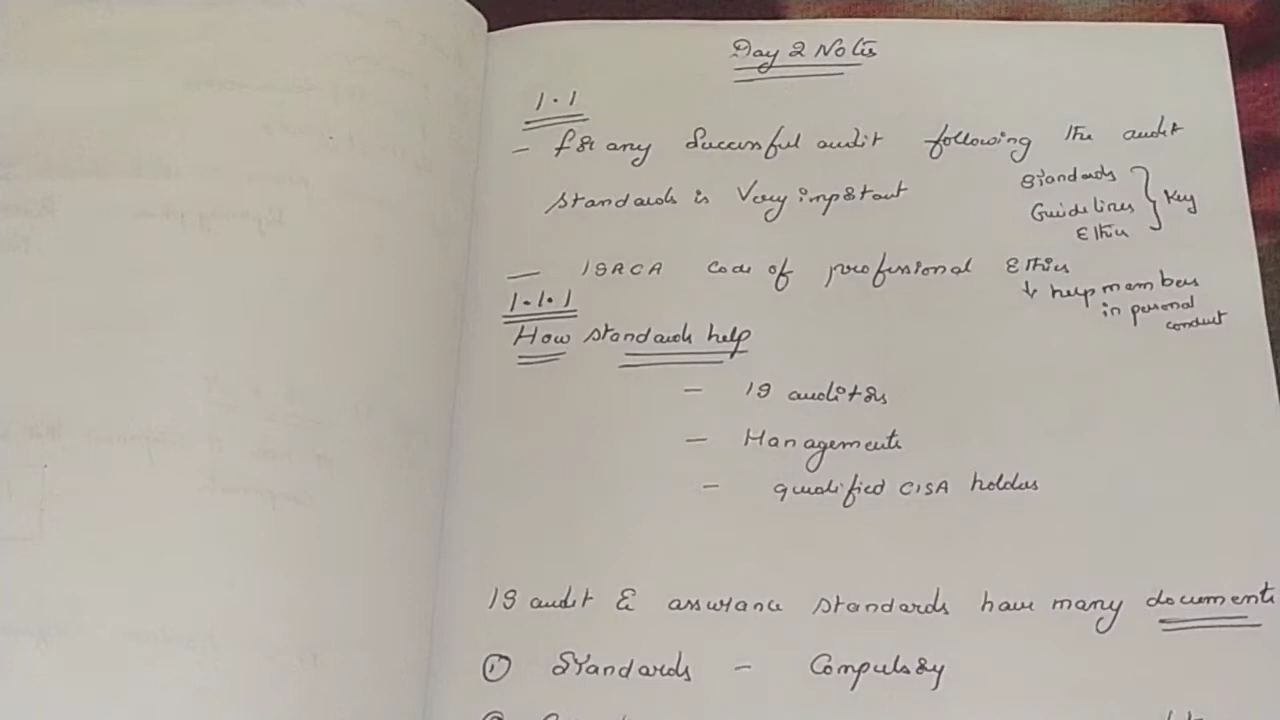 Day 2 Notes
1.1
- for any Successful audit following the audit
standards is Very important
Standards
Guidelines } Key
Ethics
- ISACA Code of professional Ethics
↓ help members
in personal
conduct
1.1.1
How standards help
- IS auditors
- Managements
- qualified CISA holders
IS audit & assurance standards have many documents
① Standards - Compulsory